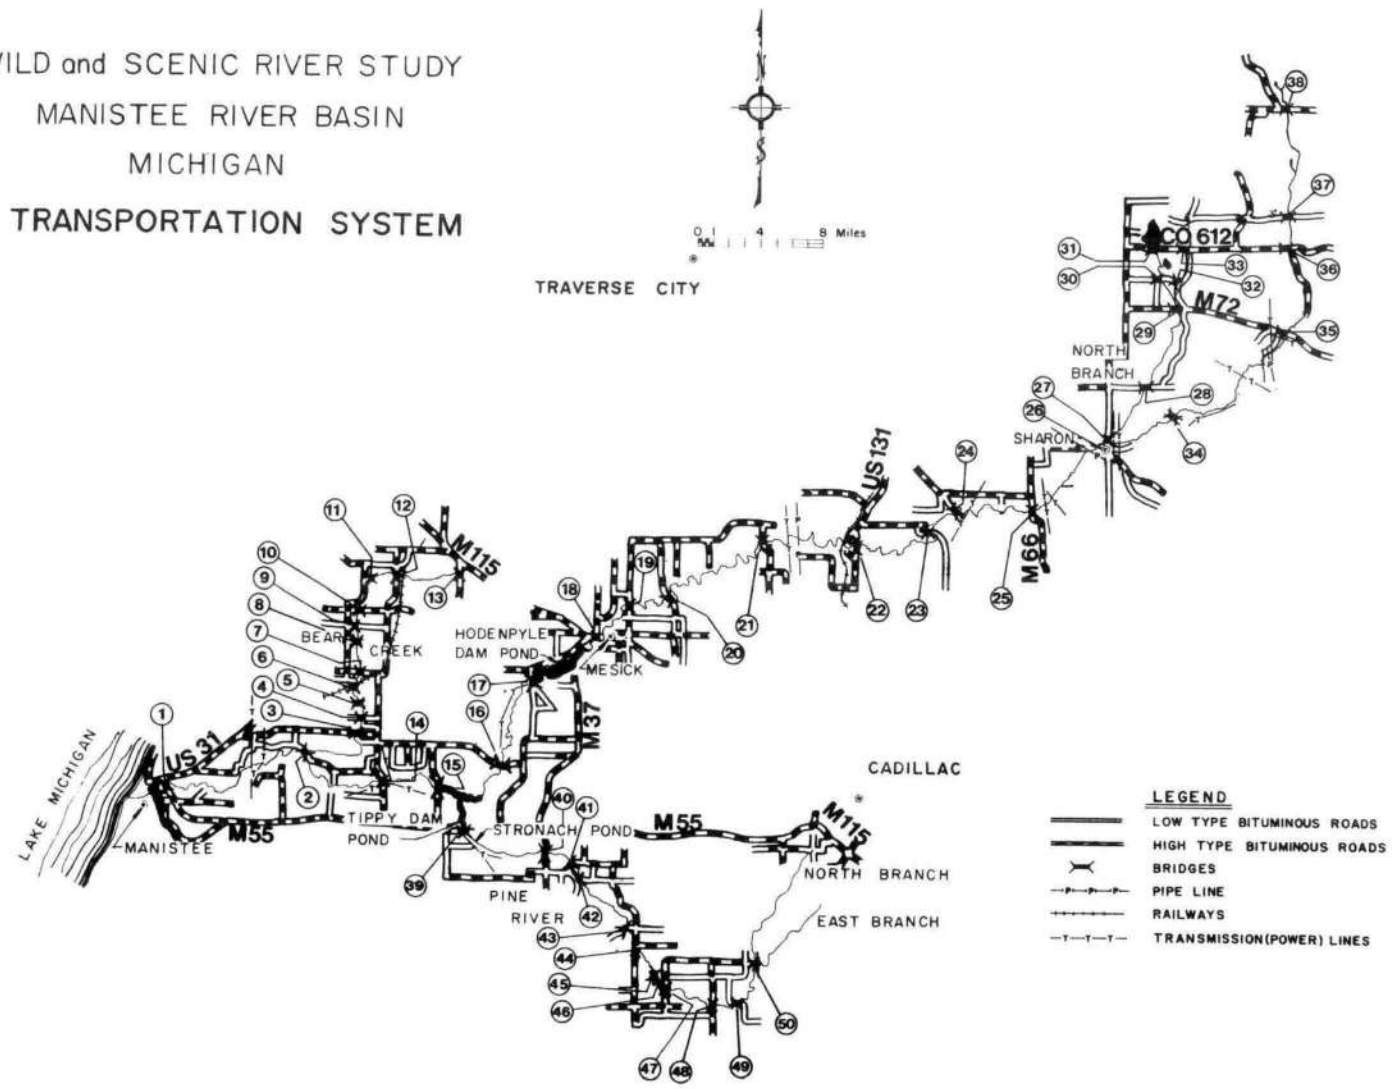 WILD and SCENIC RIVER STUDY
MANISTEE RIVER BASIN
MICHIGAN
TRANSPORTATION SYSTEM
S
0 1 4 8 Miles
TRAVERSE CITY
38
37
CO 612
31
30
33
32
36
M72
29
35
NORTH
BRANCH
27
26
28
SHARON
P
34
24
US 131
M66
25
23
22
21
20
19
18
12
11
M115
10
13
9
8
7
BEAR
CREEK
6
5
4
3
HODENPYLE
DAM POND
MESICK
17
16
M37
14
1
US 31
15
2
LAKE MICHIGAN
MANISTEE
M55
TIPPY DAM
POND
STRONACH POND
40
41
39
PINE
RIVER
42
CADILLAC
M55
M115
NORTH BRANCH
EAST BRANCH
43
44
45
46
47
48
49
50
LEGEND
LOW TYPE BITUMINOUS ROADS
HIGH TYPE BITUMINOUS ROADS
BRIDGES
P P P PIPE LINE
RAILWAYS
T T T TRANSMISSION(POWER) LINES